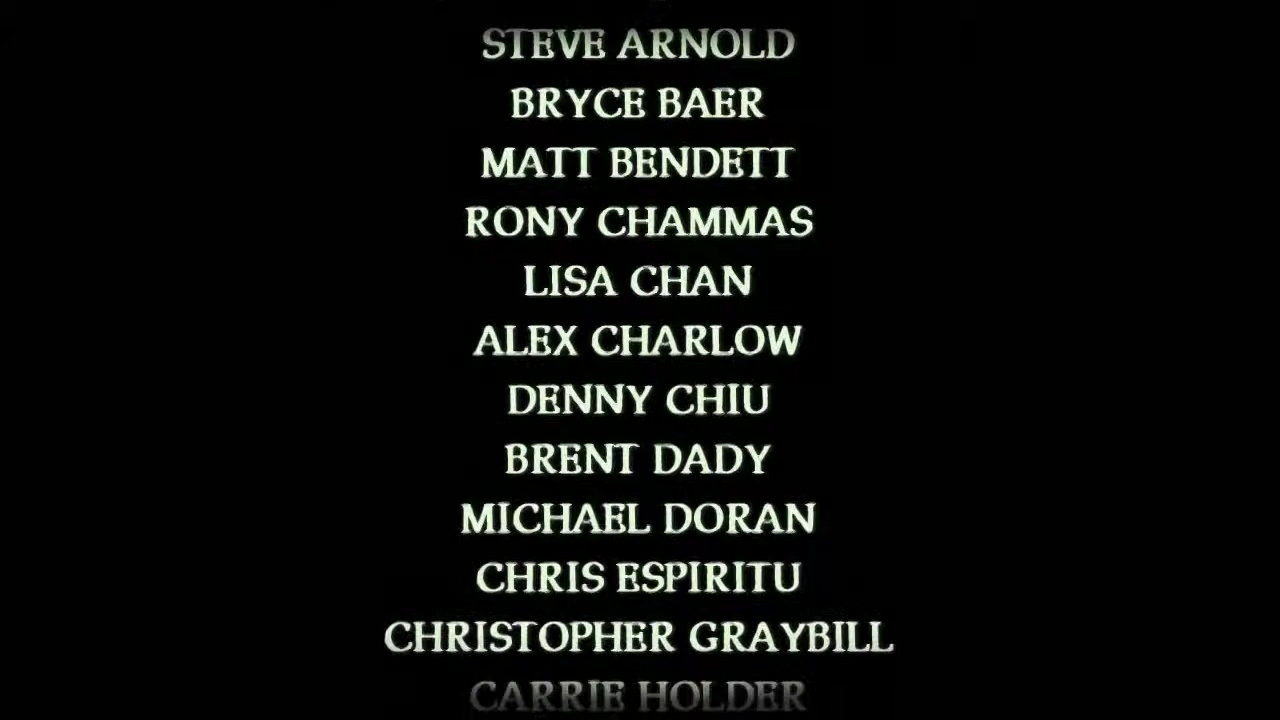 STEVE ARNOLD
BRYCE BAER
MATT BENDETT
RONY CHAMMAS
LISA CHAN
ALEX CHARLOW
DENNY CHIU
BRENT DADY
MICHAEL DORAN
CHRIS ESPIRITU
CHRISTOPHER GRAYBILL
CARRIE HOLDER